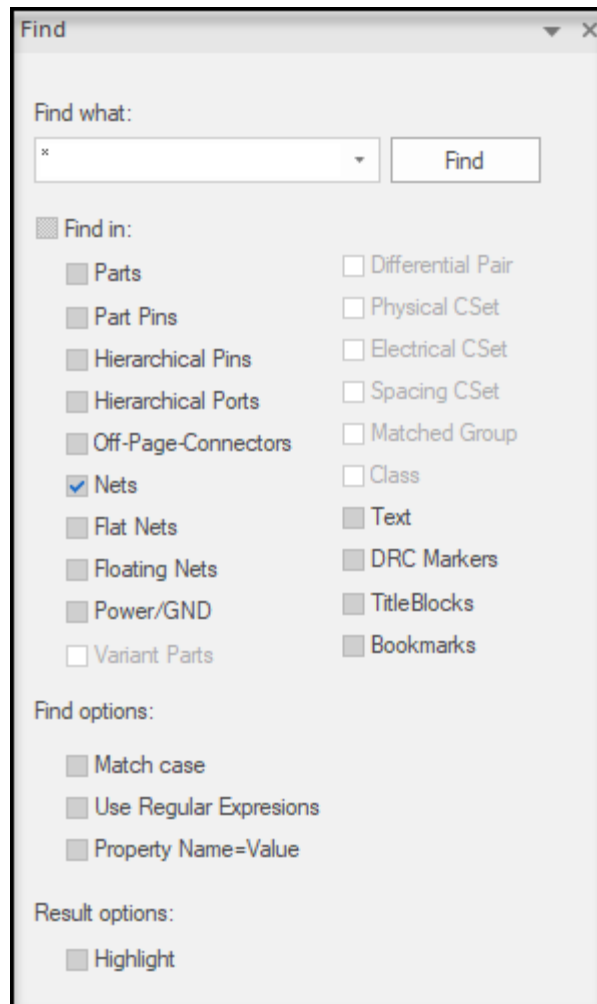 Find
Find what:
*
Find
Find in:
Parts
Part Pins
Hierarchical Pins
Hierarchical Ports
Off-Page-Connectors
Nets
Flat Nets
Floating Nets
Power/GND
Variant Parts
Differential Pair
Physical CSet
Electrical CSet
Spacing CSet
Matched Group
Class
Text
DRC Markers
TitleBlocks
Bookmarks
Find options:
Match case
Use Regular Expresions
Property Name=Value
Result options:
Highlight